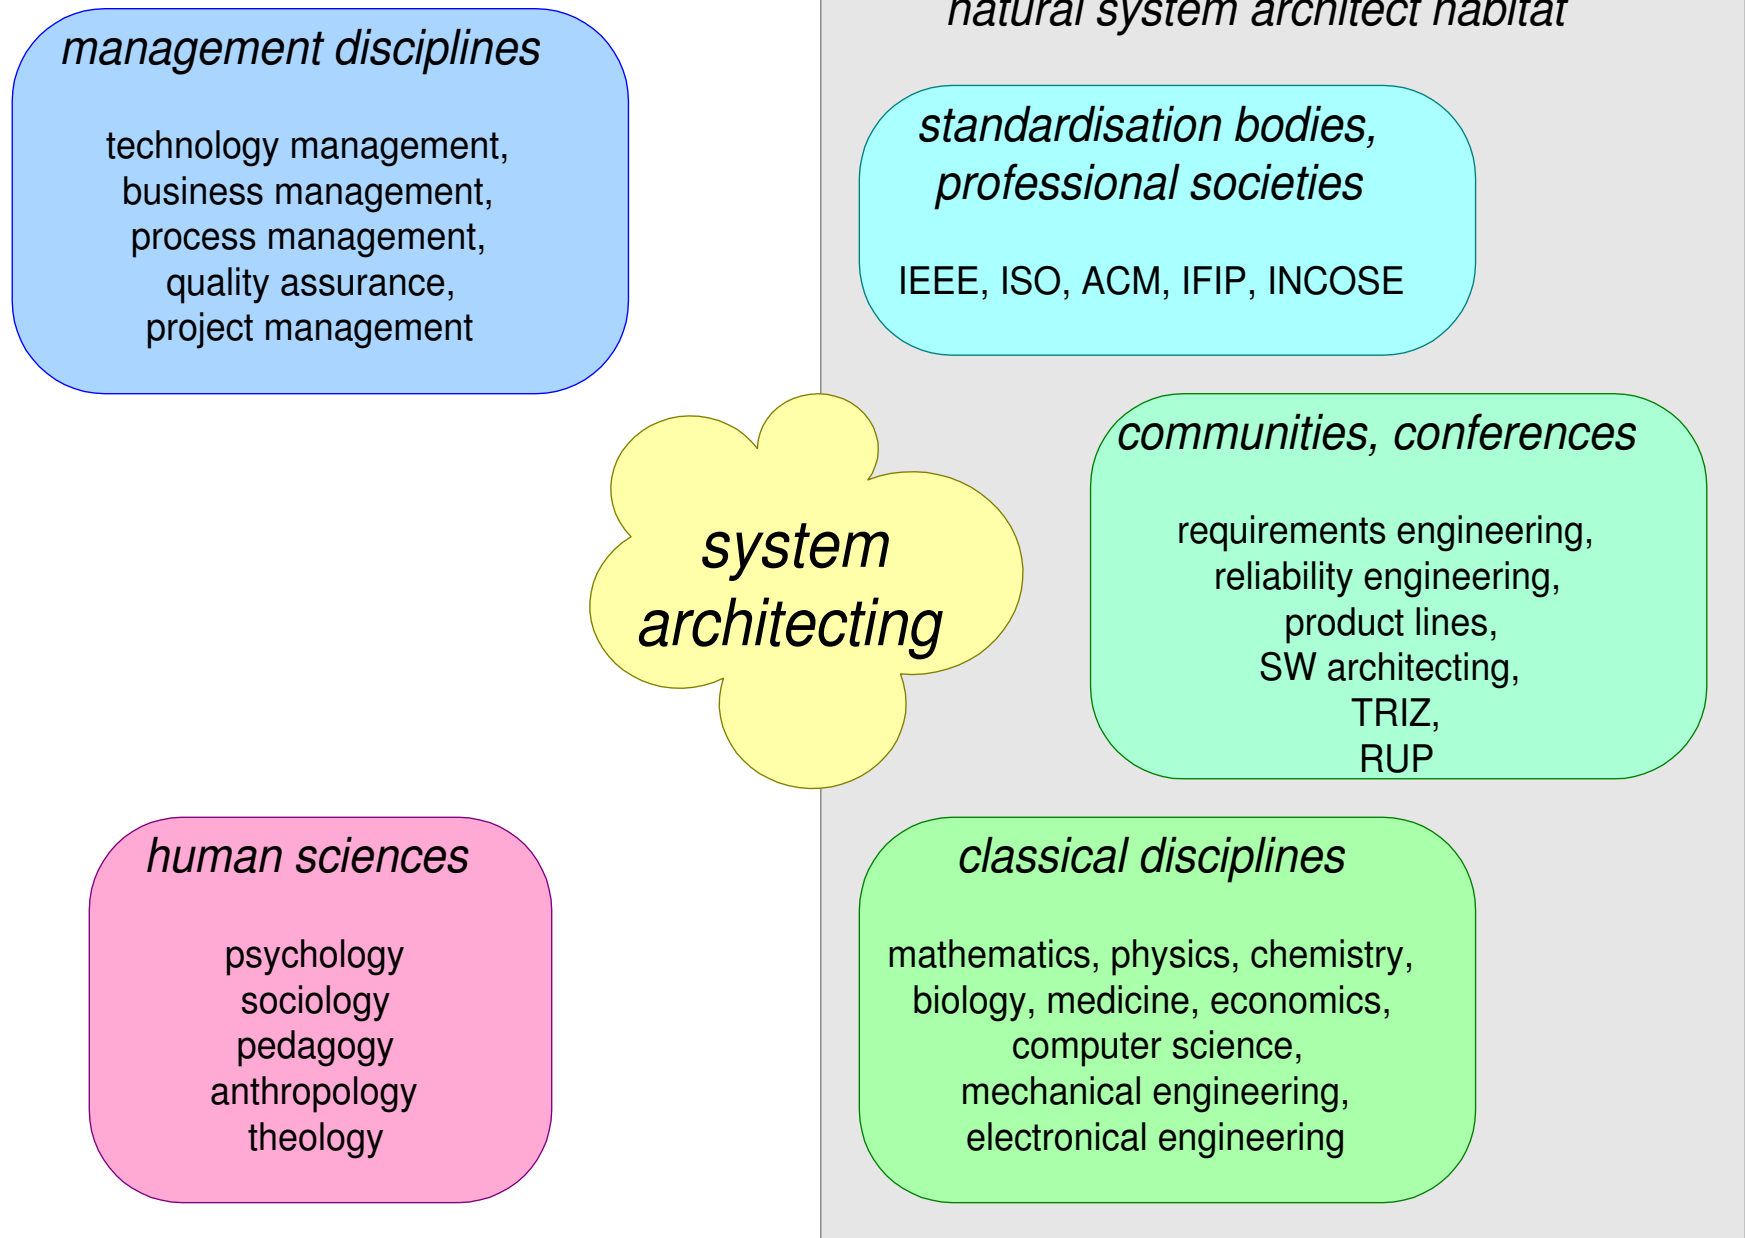 natural system architect habitat
management disciplines
technology management,
business management,
process management,
quality assurance,
project management
standardisation bodies,
professional societies
IEEE, ISO, ACM, IFIP, INCOSE
communities, conferences
requirements engineering,
reliability engineering,
product lines,
SW architecting,
TRIZ,
RUP
system
architecting
human sciences
psychology
sociology
pedagogy
anthropology
theology
classical disciplines
mathematics, physics, chemistry,
biology, medicine, economics,
computer science,
mechanical engineering,
electronical engineering